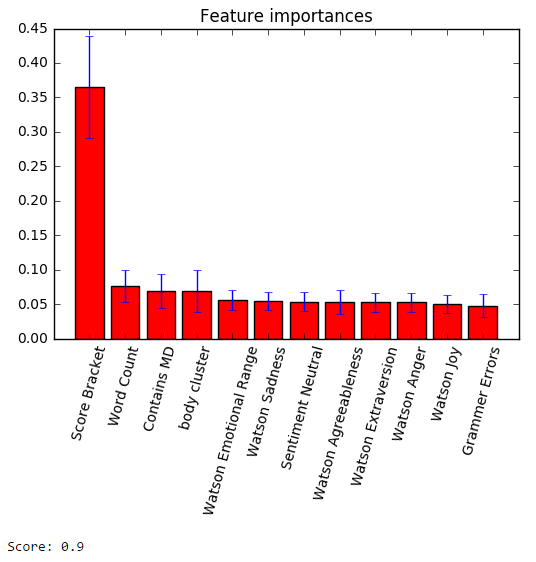 Feature importances
0.45
0.40
0.35
0.30
0.25
0.20
0.15
0.10
0.05
0.00
Score Bracket
Word Count
Contains MD
body cluster
Watson Emotional Range
Watson Sadness
Sentiment Neutral
Watson Agreeableness
Watson Extraversion
Watson Anger
Watson Joy
Grammer Errors
Score: 0.9